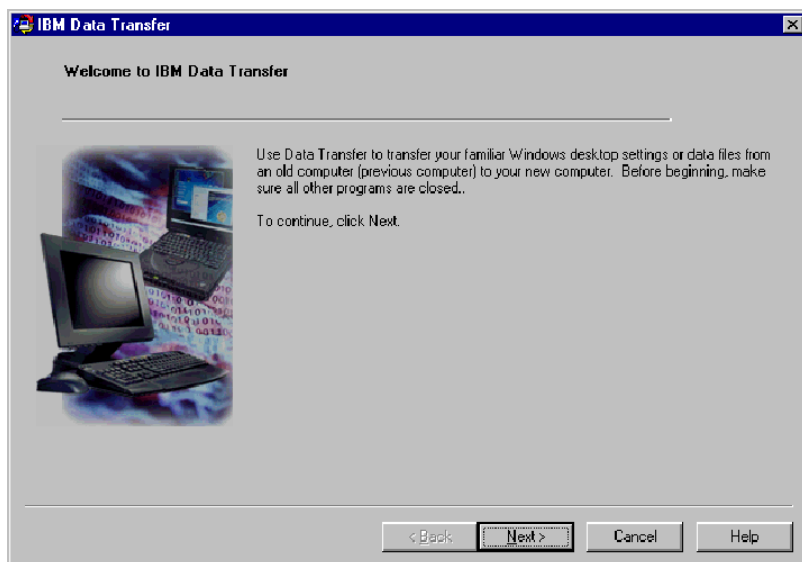 IBM Data Transfer
Welcome to IBM Data Transfer
Use Data Transfer to transfer your familiar Windows desktop settings or data files from
an old computer (previous computer) to your new computer. Before beginning, make
sure all other programs are closed..
To continue, click Next.
< Back
Next >
Cancel
Help